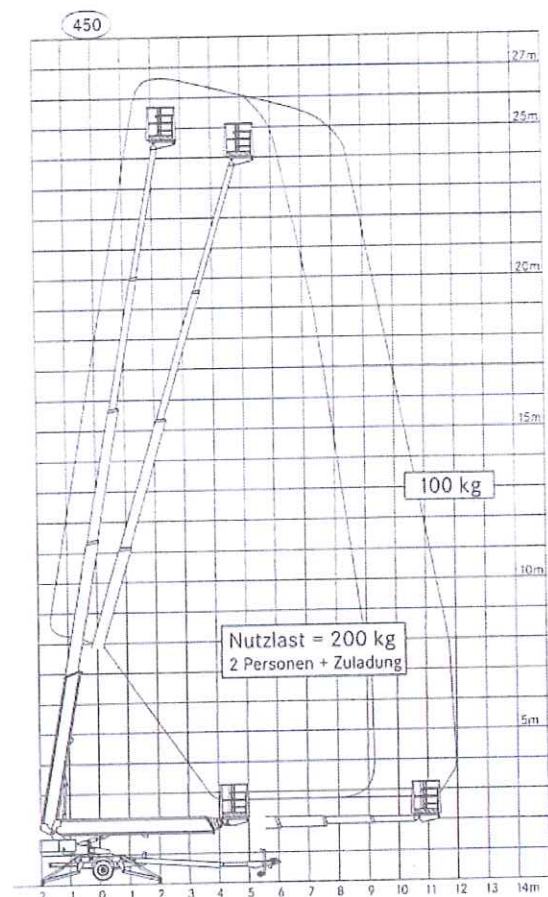 450
27m
25m
20m
15m
100 kg
10m
Nutzlast = 200 kg
2 Personen + Zuladung
5m
2 1 0 1 2 3 4 5 6 7 8 9 10 11 12 13 14m